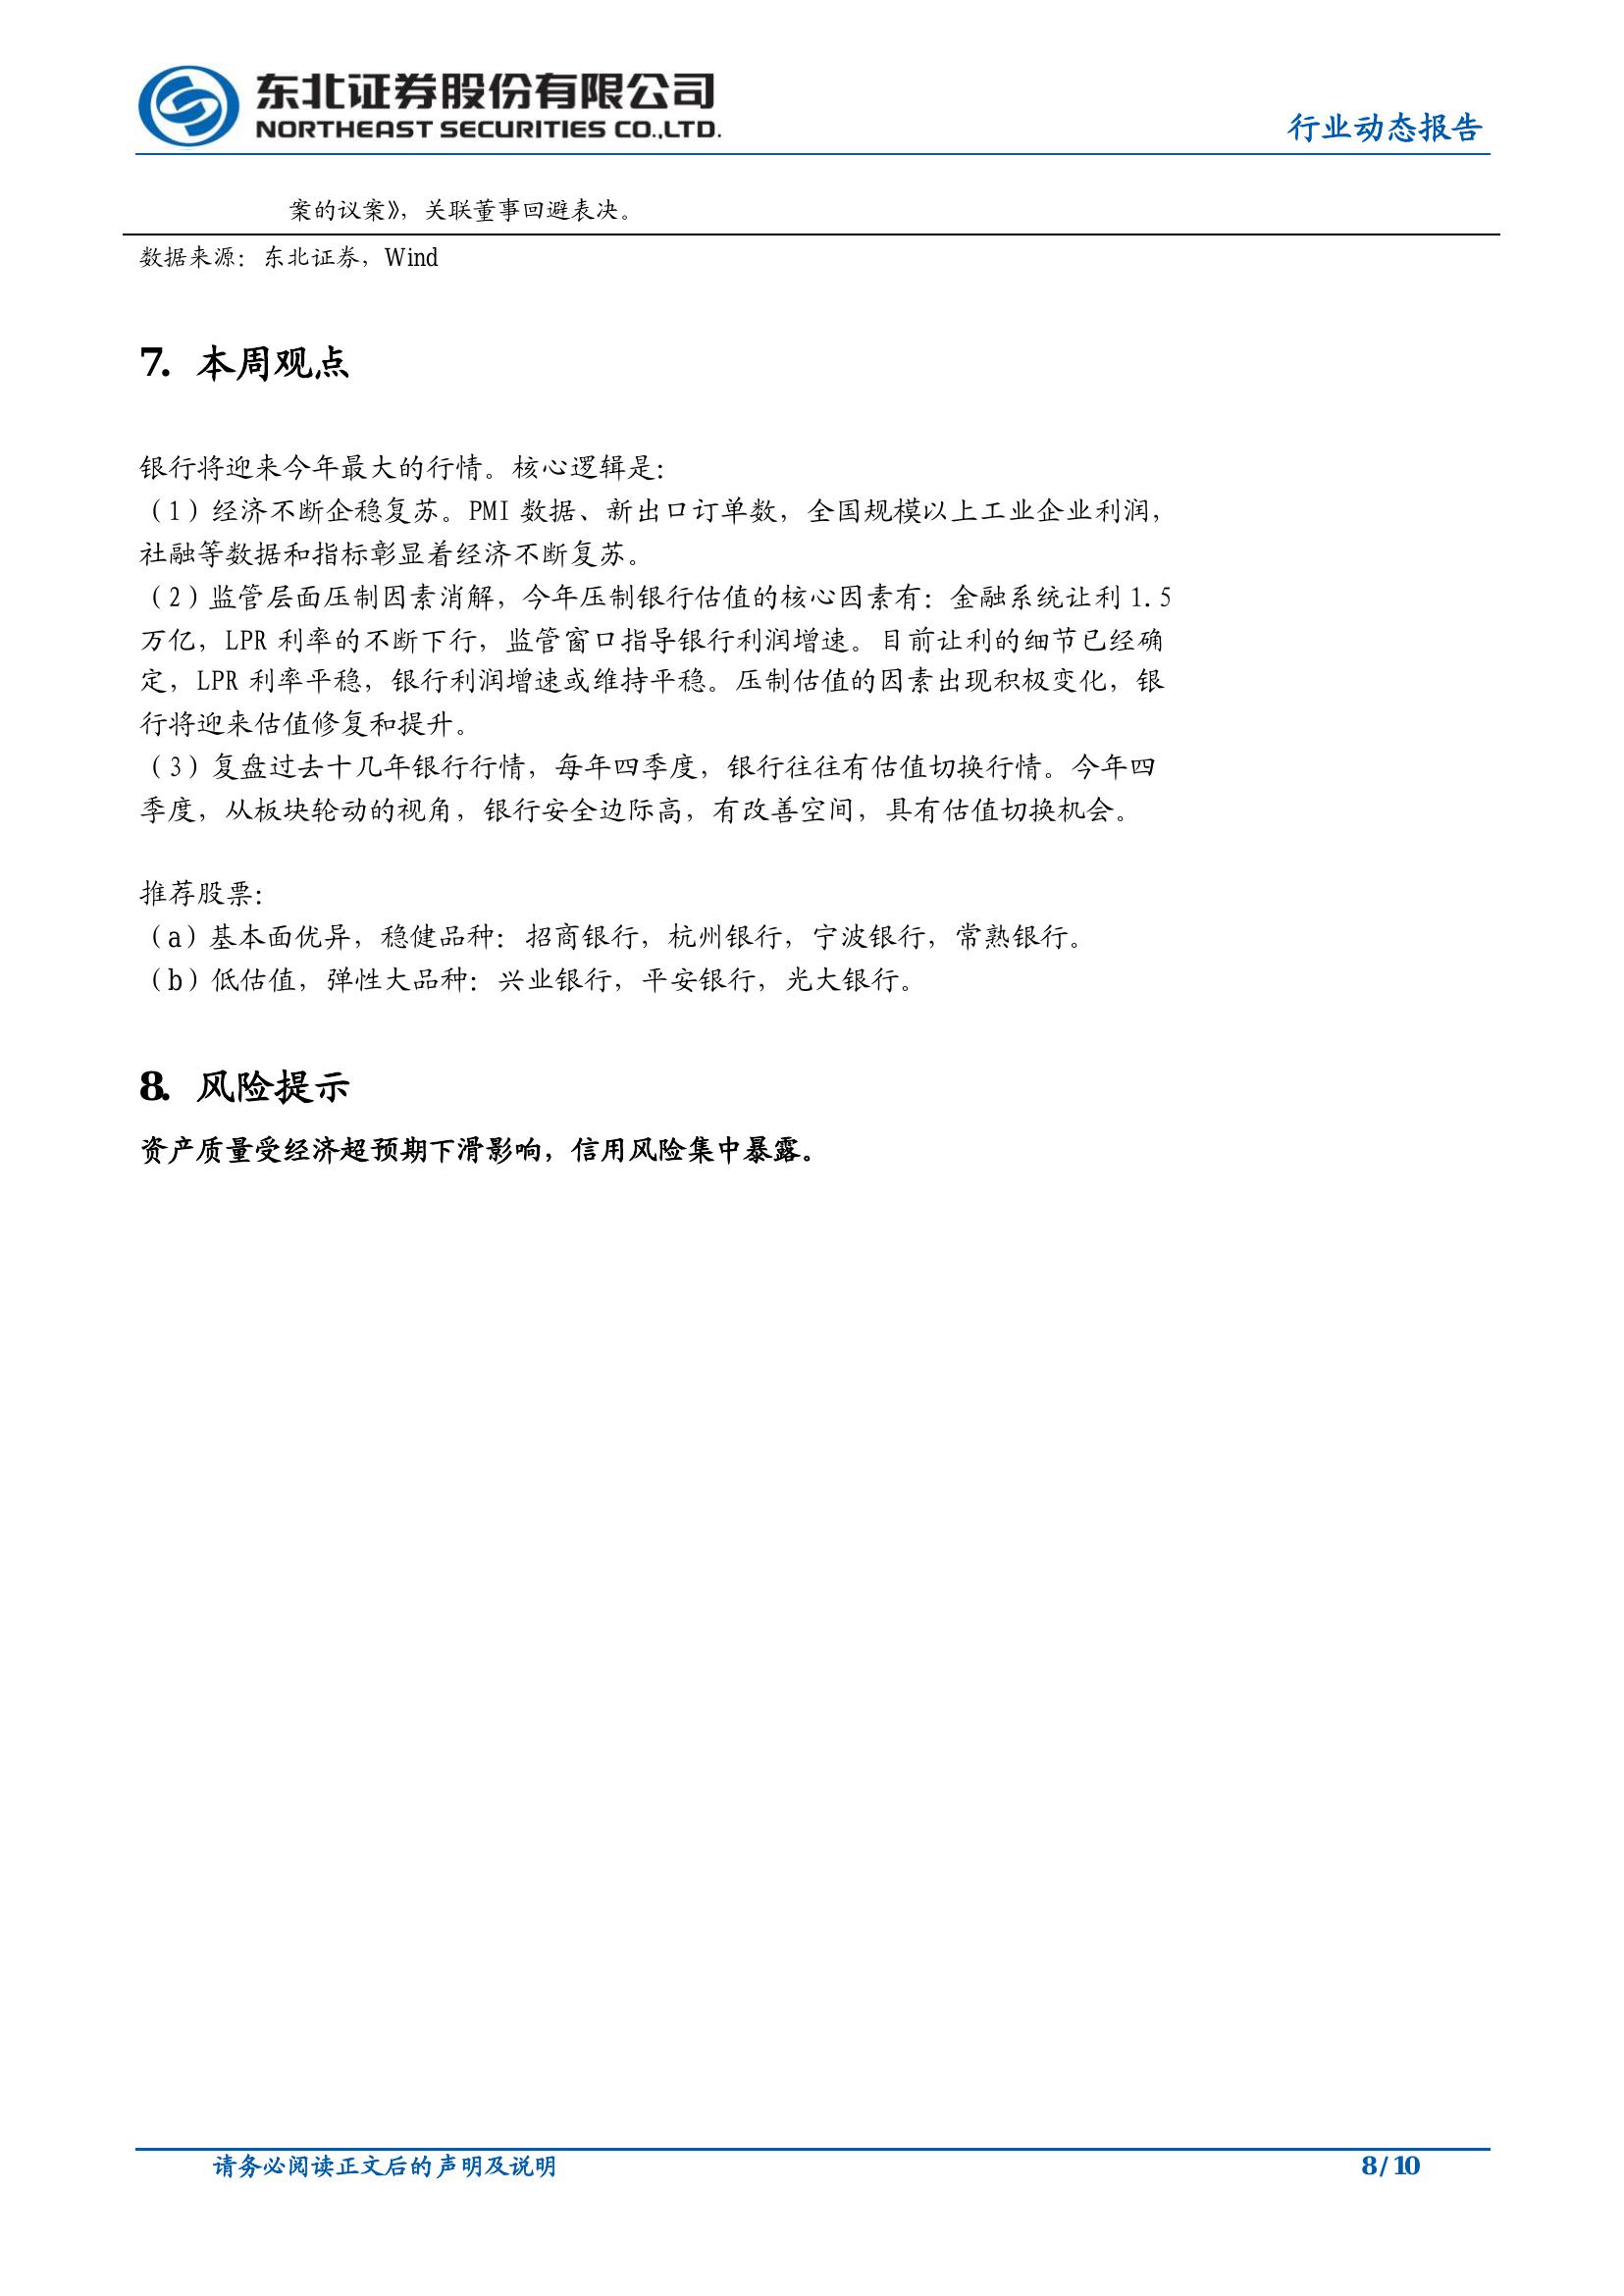 东北证券股份有限公司
NORTHEAST SECURITIES CO.,LTD.
行业动态报告
案的议案》，关联董事回避表决。
数据来源：东北证券，Wind
7. 本周观点
银行将迎来今年最大的行情。核心逻辑是：
（1）经济不断企稳复苏。PMI 数据、新出口订单数，全国规模以上工业企业利润，
社融等数据和指标彰显着经济不断复苏。
（2）监管层面压制因素消解，今年压制银行估值的核心因素有：金融系统让利 1.5
万亿，LPR 利率的不断下行，监管窗口指导银行利润增速。目前让利的细节已经确
定，LPR 利率平稳，银行利润增速或维持平稳。压制估值的因素出现积极变化，银
行将迎来估值修复和提升。
（3）复盘过去十几年银行行情，每年四季度，银行往往有估值切换行情。今年四
季度，从板块轮动的视角，银行安全边际高，有改善空间，具有估值切换机会。
推荐股票：
（a）基本面优异，稳健品种：招商银行，杭州银行，宁波银行，常熟银行。
（b）低估值，弹性大品种：兴业银行，平安银行，光大银行。
8. 风险提示
资产质量受经济超预期下滑影响，信用风险集中暴露。
请务必阅读正文后的声明及说明
8 / 10